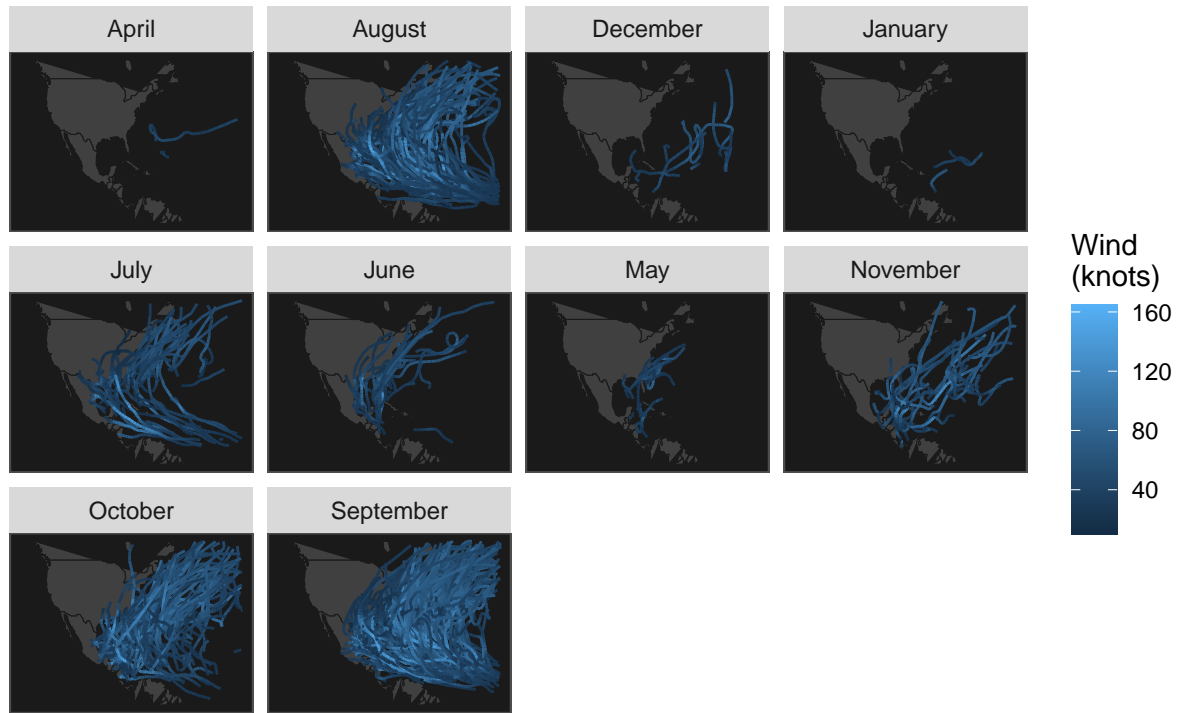 April
August
December
January
July
June
May
November
October
September
Wind
(knots)
160
120
80
40